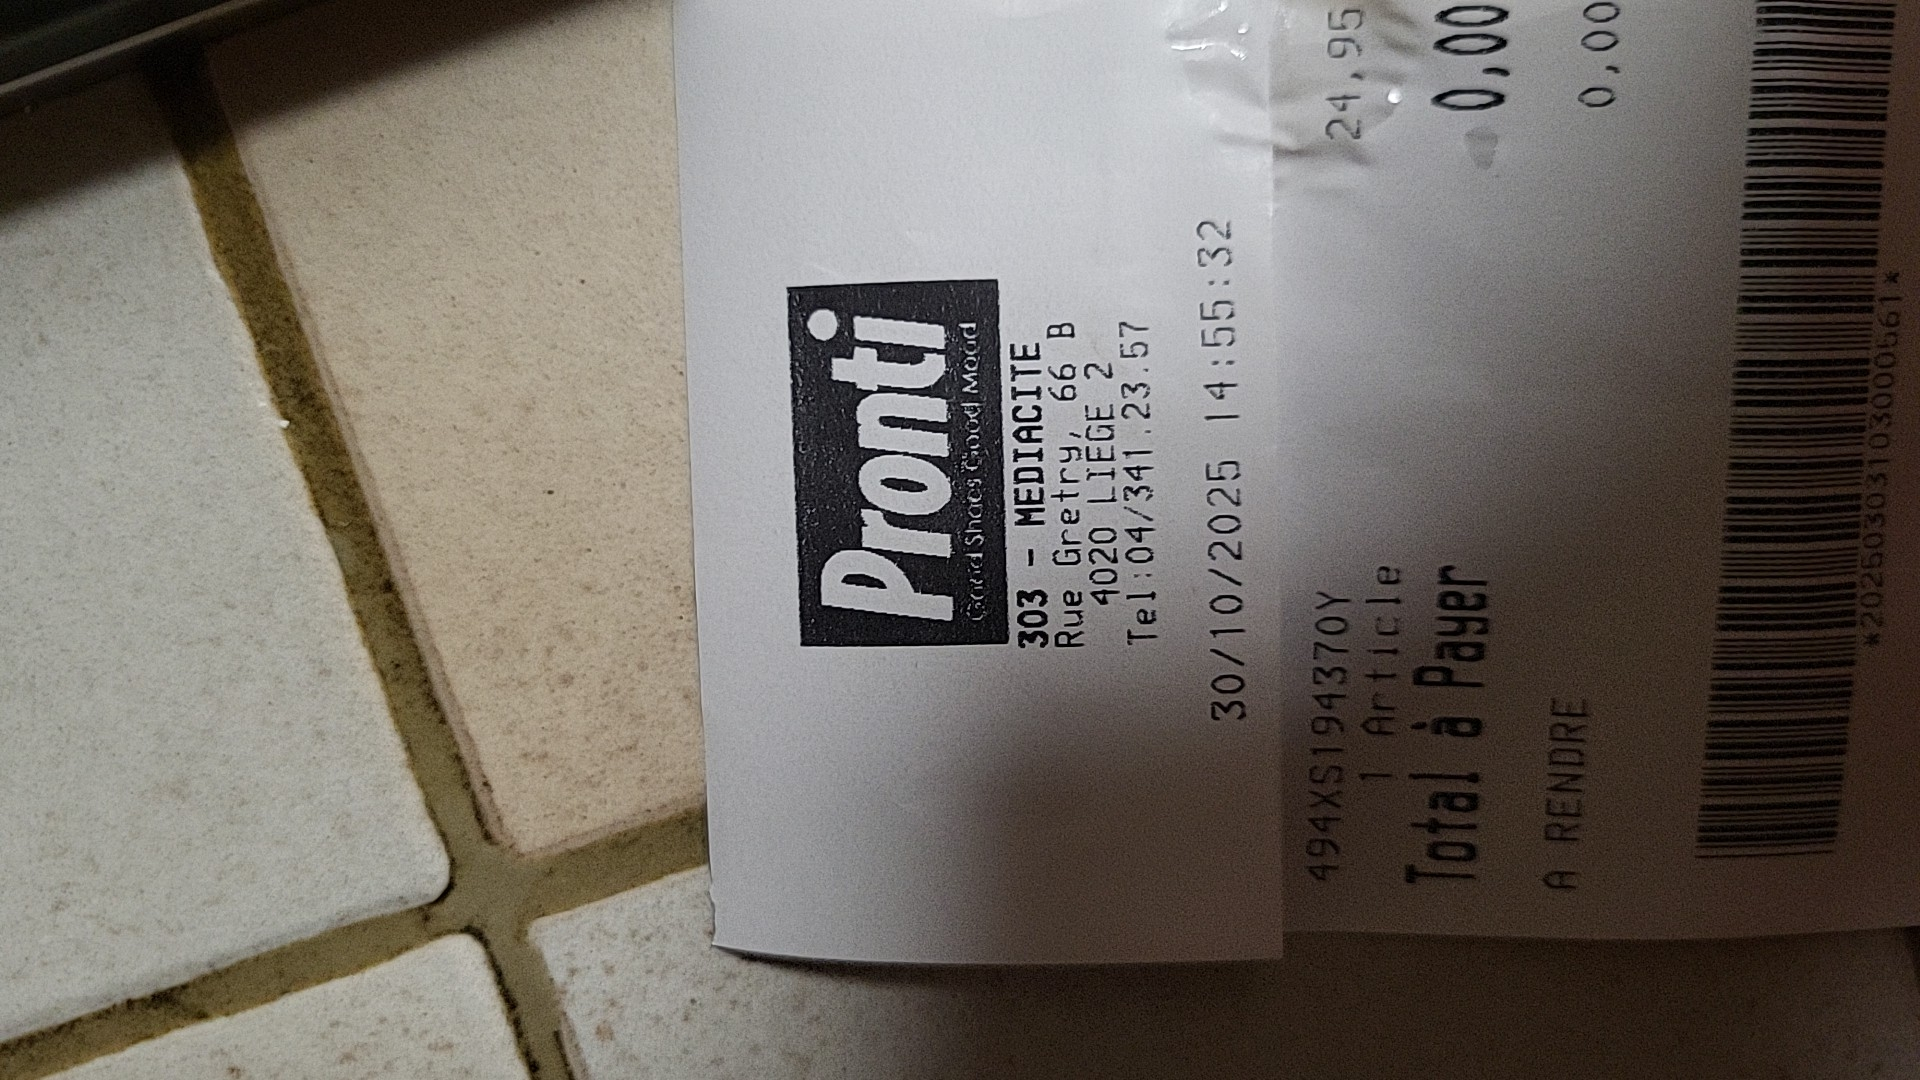 Pronti
Good Shoes Good Mood
303 - MEDIACITE
Rue Gretry, 66 B
4020 LIEGE 2
Tel:04/341.23.57
30/10/2025 14:55:32
494XS194370Y 24,95
1 Article
Total à Payer 0,00
A RENDRE 0,00
*20250303103000561*